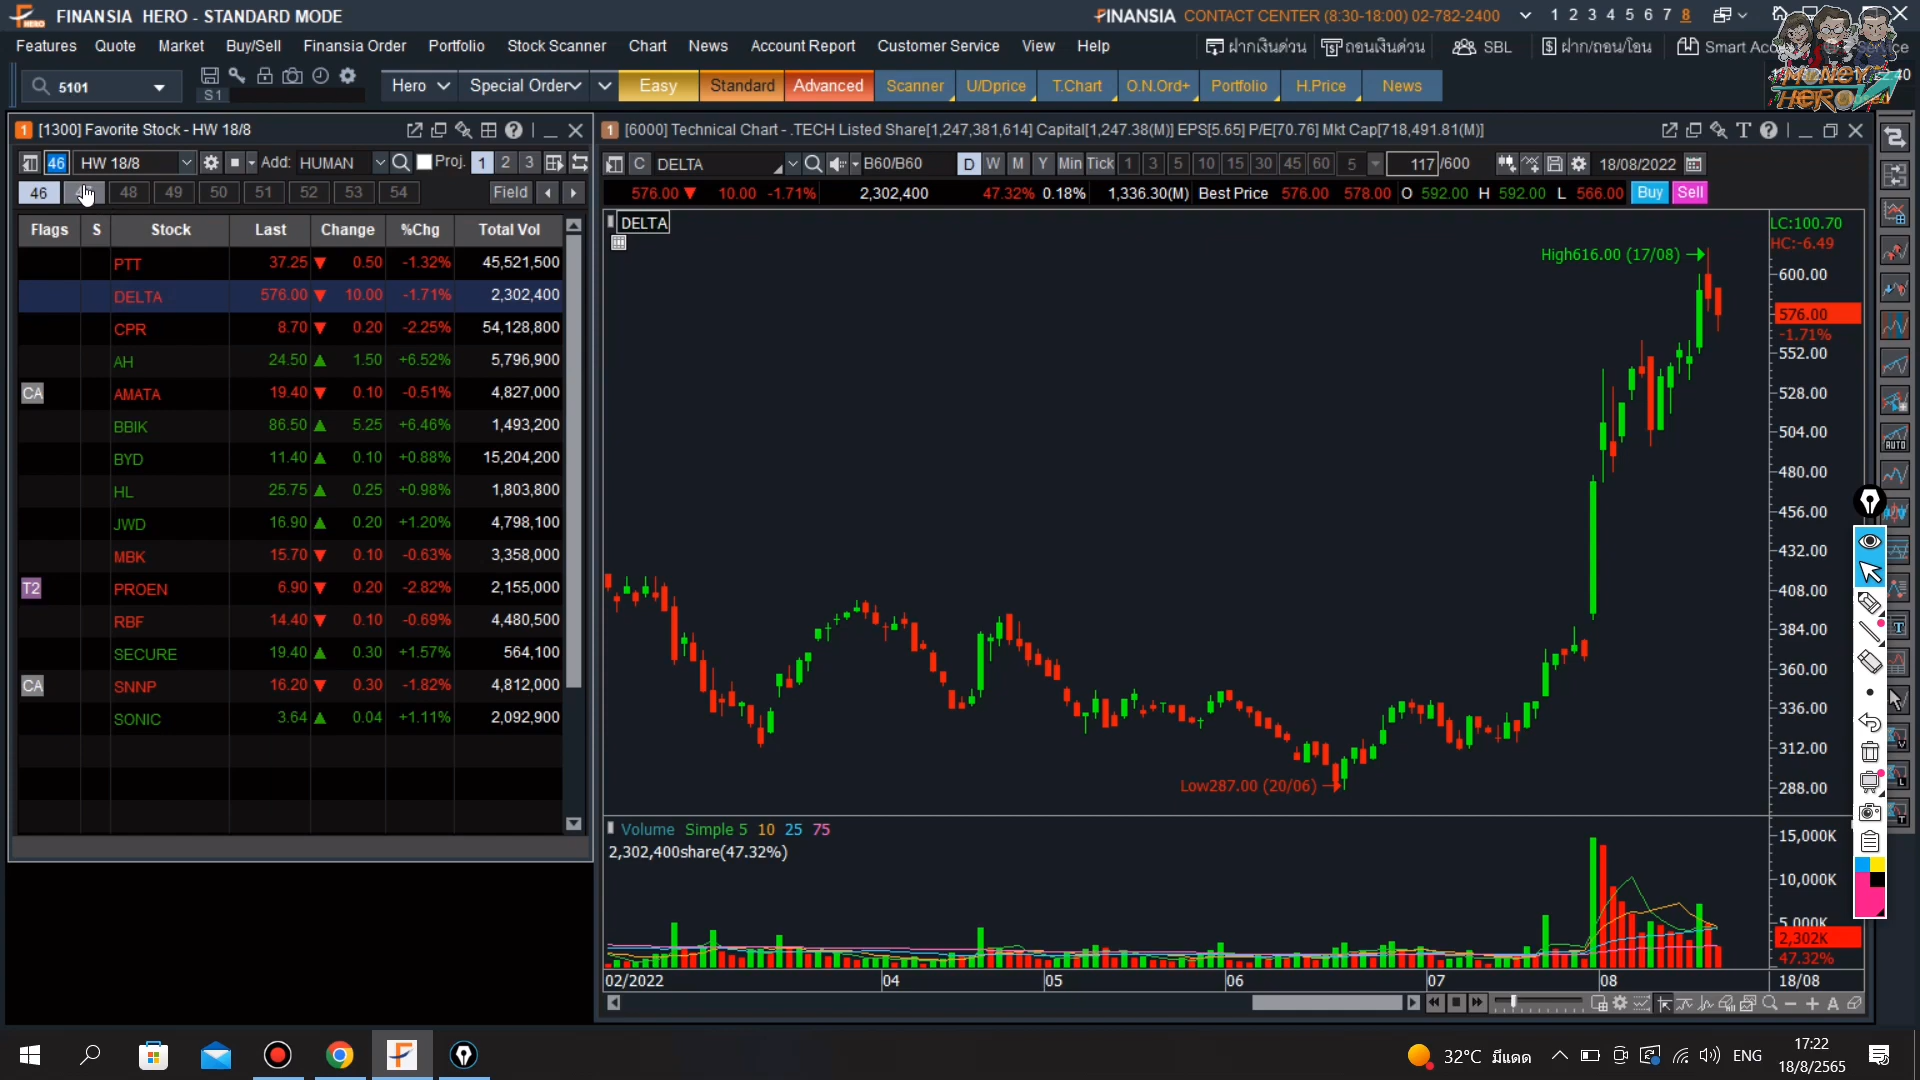 FINANSIA HERO - STANDARD MODE
FINANSIA CONTACT CENTER (8:30-18:00) 02-782-2400
1 2 3 4 5 6 7 8
Features Quote Market Buy/Sell Finansia Order Portfolio Stock Scanner Chart News Account Report Customer Service View Help
ฝากเงินด่วน ถอนเงินด่วน SBL ฝาก/ถอน/โอน Smart
MONEY HERO
5101 S1 Hero Special Order Easy Standard Advanced Scanner U/Dprice T.Chart O.N.Ord+ Portfolio H.Price News
1 [1300] Favorite Stock - HW 18/8
46 HW 18/8 Add: HUMAN Proj. 1 2 3
46 48 49 50 51 52 53 54 Field
Flags S Stock Last Change %Chg Total Vol
PTT 37.25 ▼ 0.50 -1.32% 45,521,500
DELTA 576.00 ▼ 10.00 -1.71% 2,302,400
CPR 8.70 ▼ 0.20 -2.25% 54,128,800
AH 24.50 ▲ 1.50 +6.52% 5,796,900
CA AMATA 19.40 ▼ 0.10 -0.51% 4,827,000
BBIK 86.50 ▲ 5.25 +6.46% 1,493,200
BYD 11.40 ▲ 0.10 +0.88% 15,204,200
HL 25.75 ▲ 0.25 +0.98% 1,803,800
JWD 16.90 ▲ 0.20 +1.20% 4,798,100
MBK 15.70 ▼ 0.10 -0.63% 3,358,000
T2 PROEN 6.90 ▼ 0.20 -2.82% 2,155,000
RBF 14.40 ▼ 0.10 -0.69% 4,480,500
SECURE 19.40 ▲ 0.30 +1.57% 564,100
CA SNNP 16.20 ▼ 0.30 -1.82% 4,812,000
SONIC 3.64 ▲ 0.04 +1.11% 2,092,900
1 [6000] Technical Chart - .TECH Listed Share[1,247,381,614] Capital[1,247.38(M)] EPS[5.65] P/E[70.76] Mkt Cap[718,491.81(M)]
C DELTA B60/B60 D W M Y Min Tick 1 3 5 10 15 30 45 60 5 117 /600 18/08/2022
576.00 ▼ 10.00 -1.71% 2,302,400 47.32% 0.18% 1,336.30(M) Best Price 576.00 578.00 O 592.00 H 592.00 L 566.00 Buy Sell
DELTA
LC:100.70
HC:-6.49
High616.00 (17/08)
600.00
576.00
-1.71%
552.00
528.00
504.00
480.00
456.00
432.00
408.00
384.00
360.00
336.00
312.00
288.00
Low287.00 (20/06)
Volume Simple 5 10 25 75
2,302,400share(47.32%)
15,000K
10,000K
5,000K
2,302K
47.32%
02/2022 04 05 06 07 08 18/08
AUTO
32°C มีแดด ENG 17:22
18/8/2565